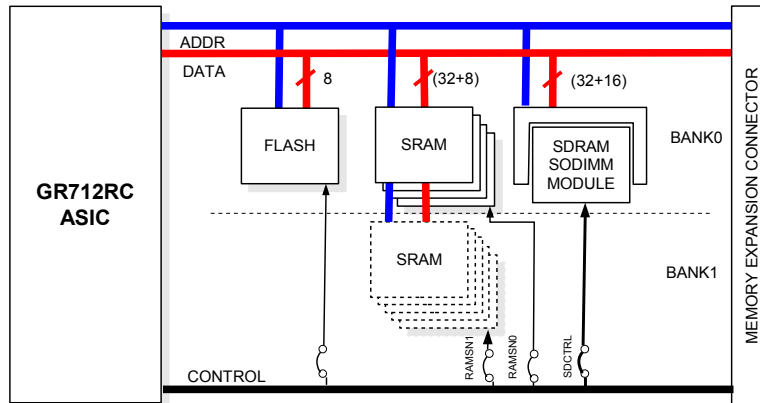 ADDR
DATA
8
(32+8)
(32+16)
FLASH
SRAM
SDRAM
SODIMM
MODULE
BANK0
GR712RC
ASIC
SRAM
BANK1
RAMSN1
RAMSN0
SDCTRL
CONTROL
MEMORY EXPANSION CONNECTOR